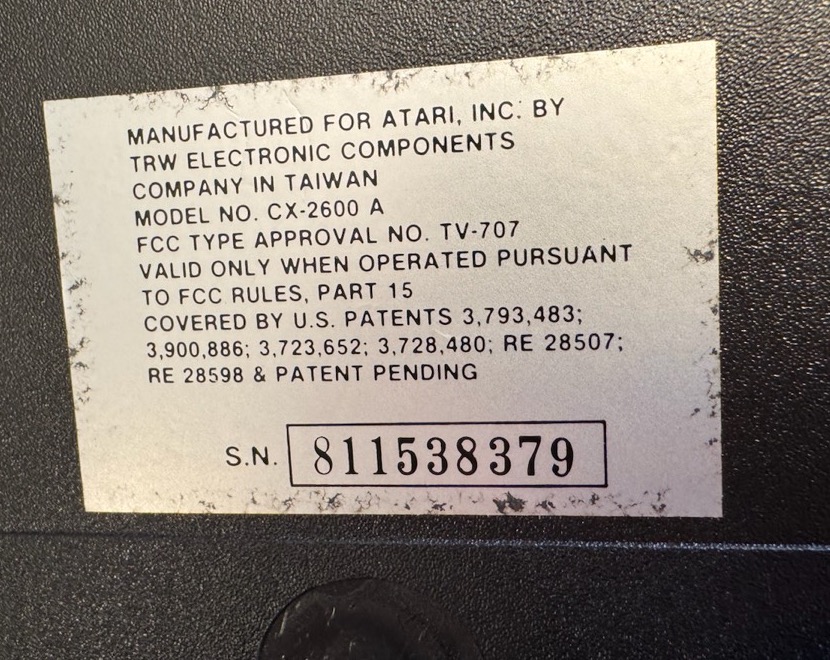 MANUFACTURED FOR ATARI, INC. BY
TRW ELECTRONIC COMPONENTS
COMPANY IN TAIWAN
MODEL NO. CX-2600 A
FCC TYPE APPROVAL NO. TV-707
VALID ONLY WHEN OPERATED PURSUANT
TO FCC RULES, PART 15
COVERED BY U.S. PATENTS 3,793,483;
3,900,886; 3,723,652; 3,728,480; RE 28507;
RE 28598 & PATENT PENDING
S.N. 811538379